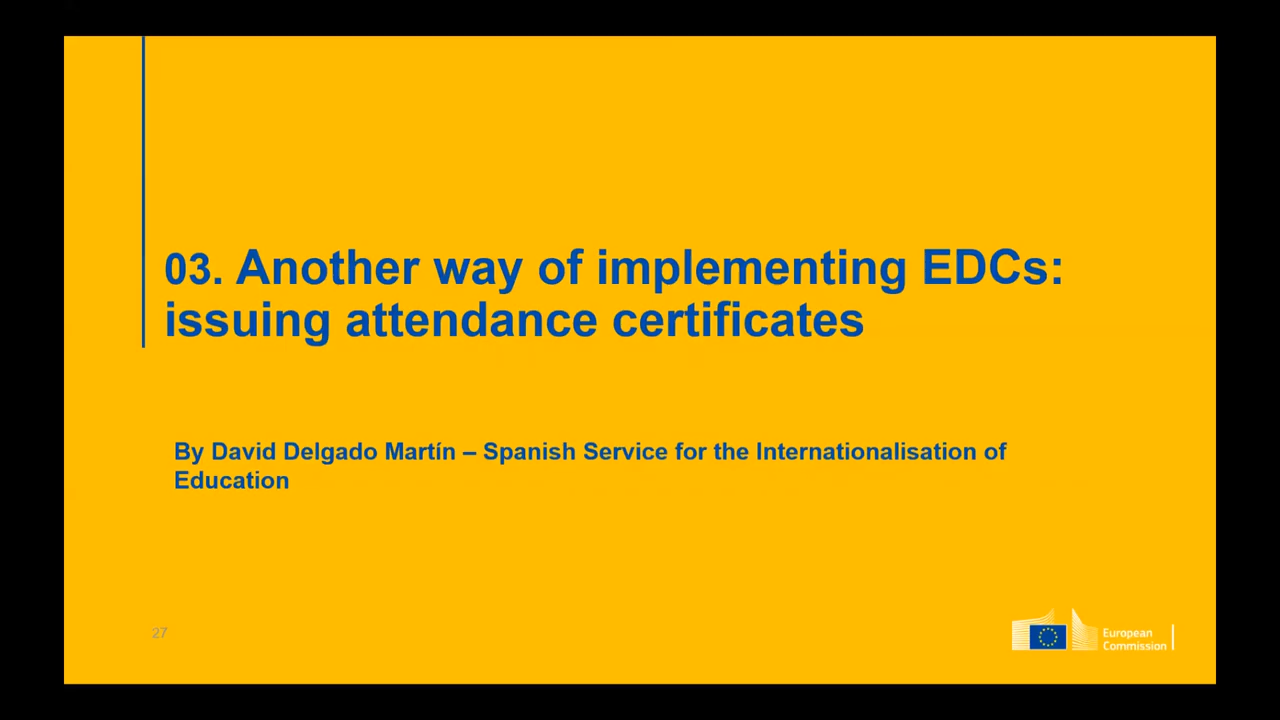 03. Another way of implementing EDCs:
issuing attendance certificates
By David Delgado Martín – Spanish Service for the Internationalisation of
Education
27
European
Commission